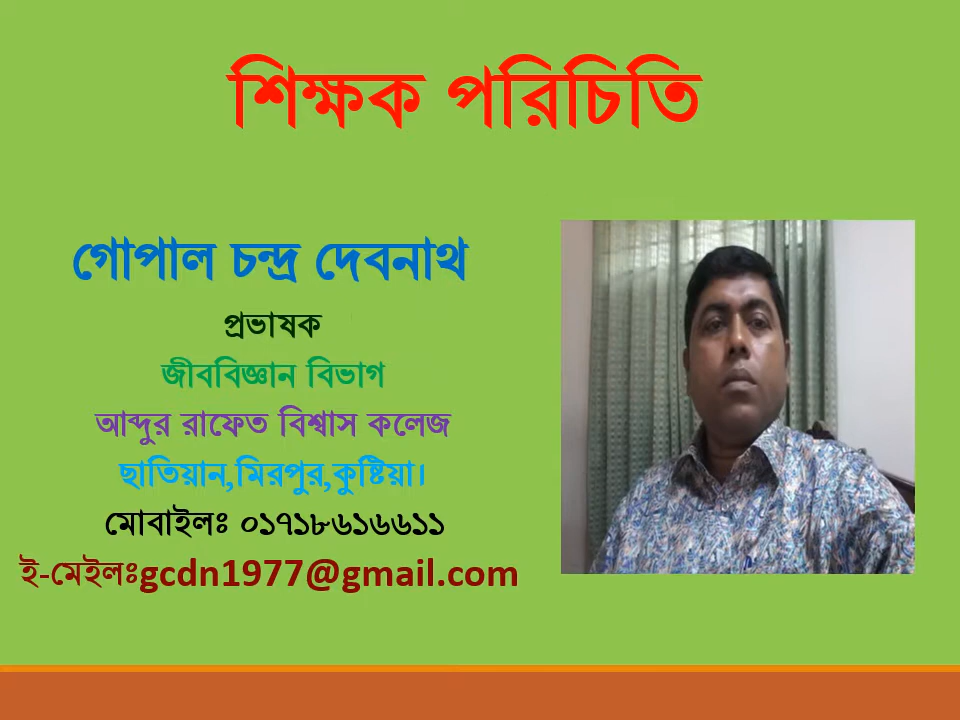 শিক্ষক পরিচিতি
গোপাল চন্দ্র দেবনাথ
প্রভাষক
জীববিজ্ঞান বিভাগ
আব্দুর রাফেত বিশ্বাস কলেজ
ছাতিয়ান,মিরপুর,কুষ্টিয়া।
মোবাইলঃ ০১৭১৮৬১৬৬১১
ই-মেইলঃgcdn1977@gmail.com